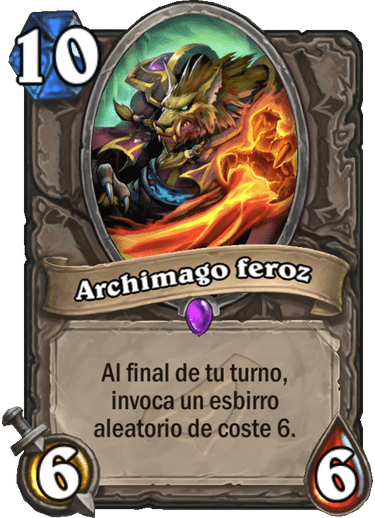 10
Archimago feroz
Al final de tu turno,
invoca un esbirro
aleatorio de coste 6.
6
6